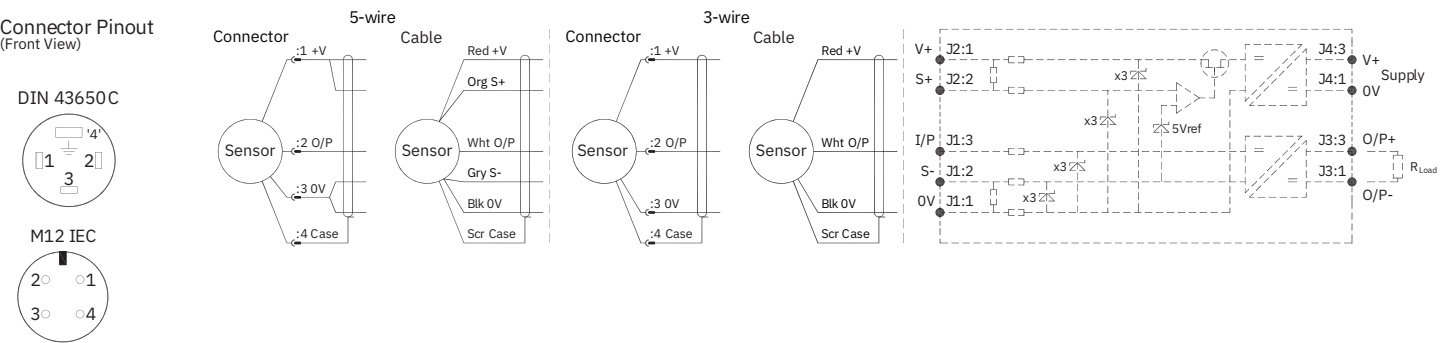 Connector Pinout
(Front View)
DIN 43650C
'4'
1 2
3
M12 IEC
2 1
3 4
5-wire
Connector
:1 +V
Sensor
:2 O/P
:3 0V
:4 Case
Cable
Red +V
Org S+
Sensor
Wht O/P
Gry S-
Blk 0V
Scr Case
3-wire
Connector
:1 +V
Sensor
:2 O/P
:3 0V
:4 Case
Cable
Red +V
Sensor
Wht O/P
Blk 0V
Scr Case
V+ J2:1
S+ J2:2
I/P J1:3
S- J1:2
0V J1:1
x3
x3
5Vref
x3
x3
J4:3 V+
Supply
J4:1 0V
J3:3 O/P+
RLoad
J3:1 O/P-